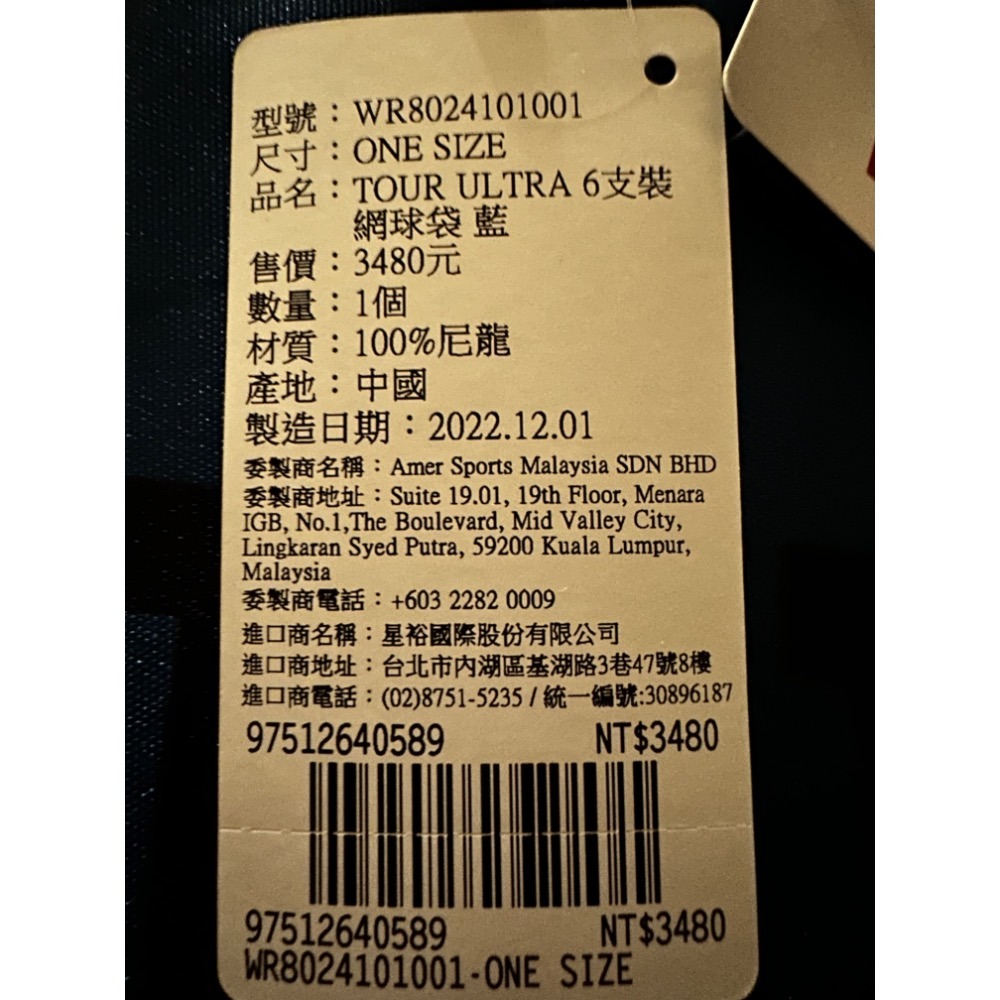 型號：WR8024101001
尺寸：ONE SIZE
品名：TOUR ULTRA 6支裝
網球袋 藍
售價：3480元
數量：1個
材質：100%尼龍
產地：中國
製造日期：2022.12.01
委製商名稱：Amer Sports Malaysia SDN BHD
委製商地址：Suite 19.01, 19th Floor, Menara
IGB, No.1,The Boulevard, Mid Valley City,
Lingkaran Syed Putra, 59200 Kuala Lumpur,
Malaysia
委製商電話：+603 2282 0009
進口商名稱：星裕國際股份有限公司
進口商地址：台北市內湖區基湖路3巷47號8樓
進口商電話：(02)8751-5235 / 統一編號:30896187
97512640589 NT$3480
97512640589 NT$3480
WR8024101001-ONE SIZE